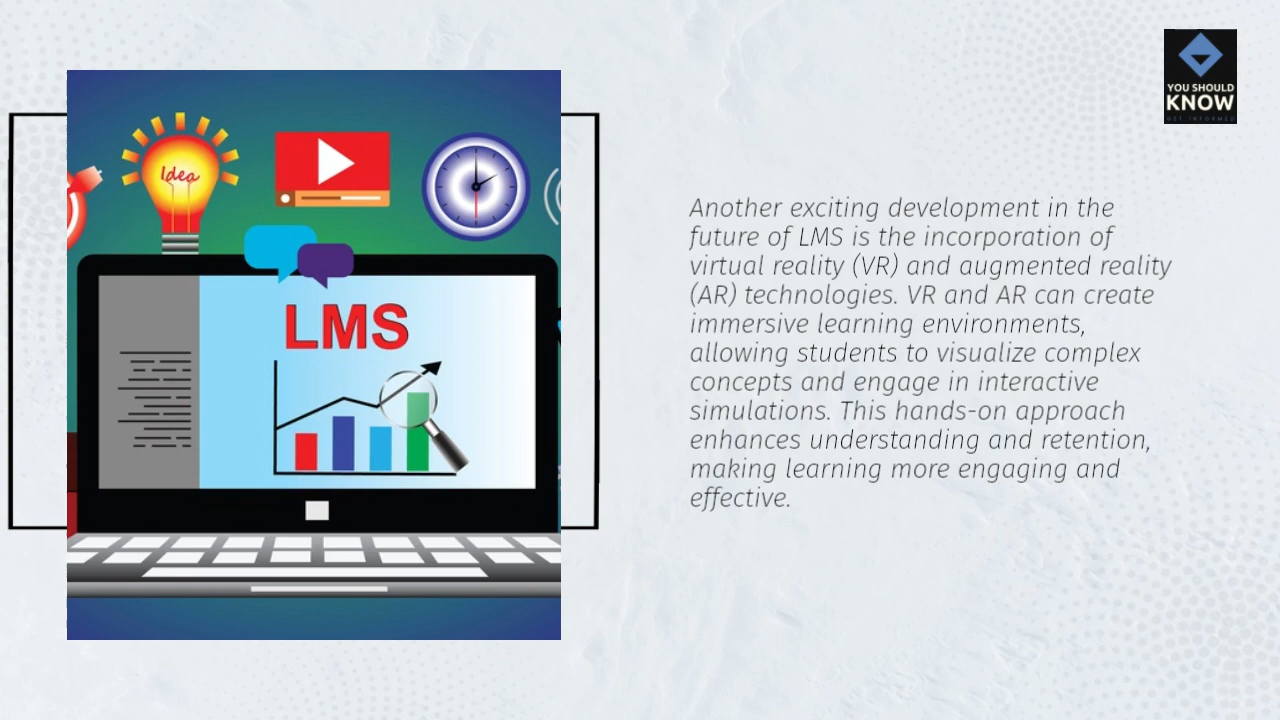 Idea
LMS
YOU SHOULD
KNOW
GET INFORMED
Another exciting development in the
future of LMS is the incorporation of
virtual reality (VR) and augmented reality
(AR) technologies. VR and AR can create
immersive learning environments,
allowing students to visualize complex
concepts and engage in interactive
simulations. This hands-on approach
enhances understanding and retention,
making learning more engaging and
effective.